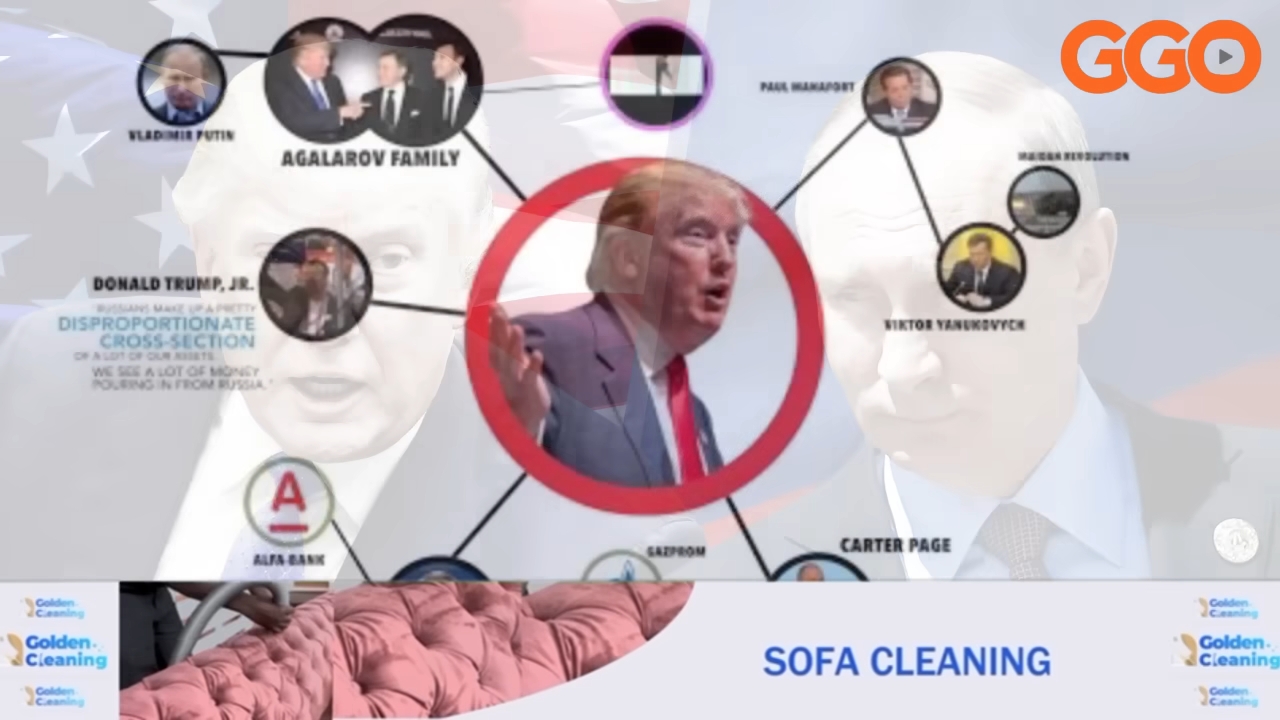 GGO
PAUL MANAFORT
VLADIMIR PUTIN
AGALAROV FAMILY
MAIDAN REVOLUTION
DONALD TRUMP, JR.
RUSSIANS MAKE UP A PRETTY
DISPROPORTIONATE
CROSS-SECTION
OF A LOT OF OUR ASSETS.
WE SEE A LOT OF MONEY
POURING IN FROM RUSSIA."
VIKTOR YANUKOVYCH
A
ALFA-BANK
GAZPROM
CARTER PAGE
Golden
Cleaning
Golden
Cleaning
Golden
Cleaning
SOFA CLEANING
Golden
Cleaning
Golden
Cleaning
Golden
Cleaning